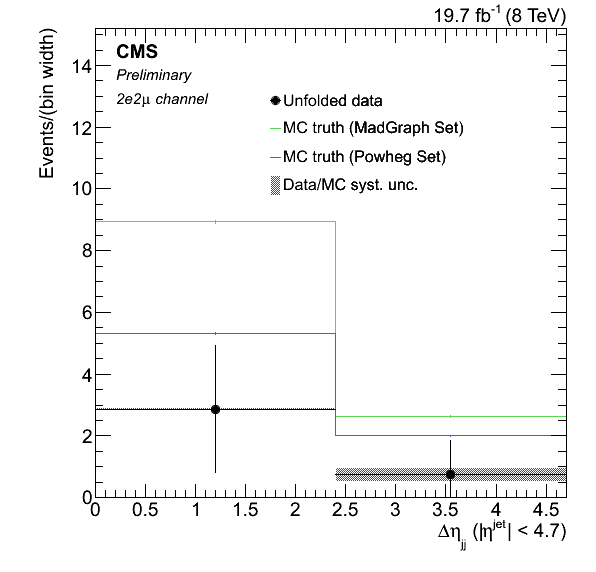 19.7 fb⁻¹ (8 TeV)
Events/(bin width)
CMS
Preliminary
2e2μ channel
Unfolded data
MC truth (MadGraph Set)
MC truth (Powheg Set)
Data/MC syst. unc.
14
12
10
8
6
4
2
0
0 0.5 1 1.5 2 2.5 3 3.5 4 4.5
Δη_jj (|η^jet| < 4.7)